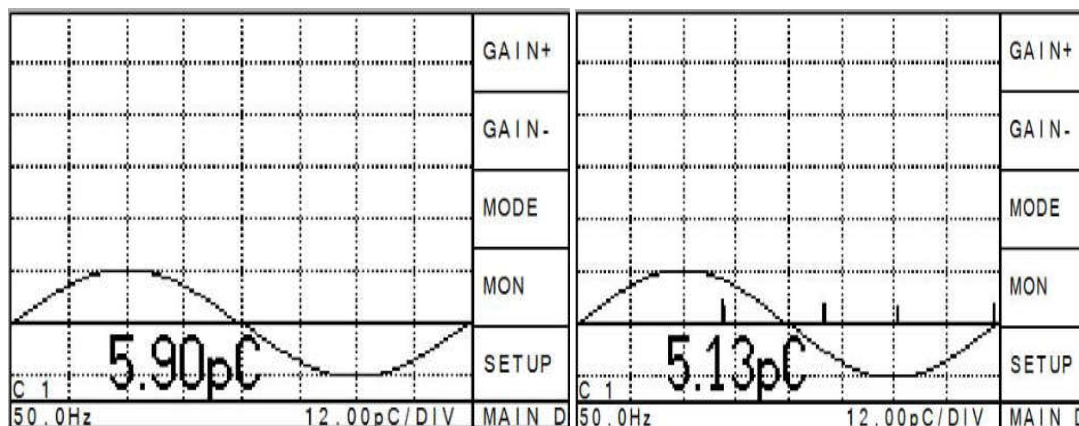 GAIN+
GAIN-
MODE
MON
SETUP
5.90pC
C 1
50.0Hz 12.00pC/DIV MAIN D
GAIN+
GAIN-
MODE
MON
SETUP
5.13pC
C 1
50.0Hz 12.00pC/DIV MAIN D